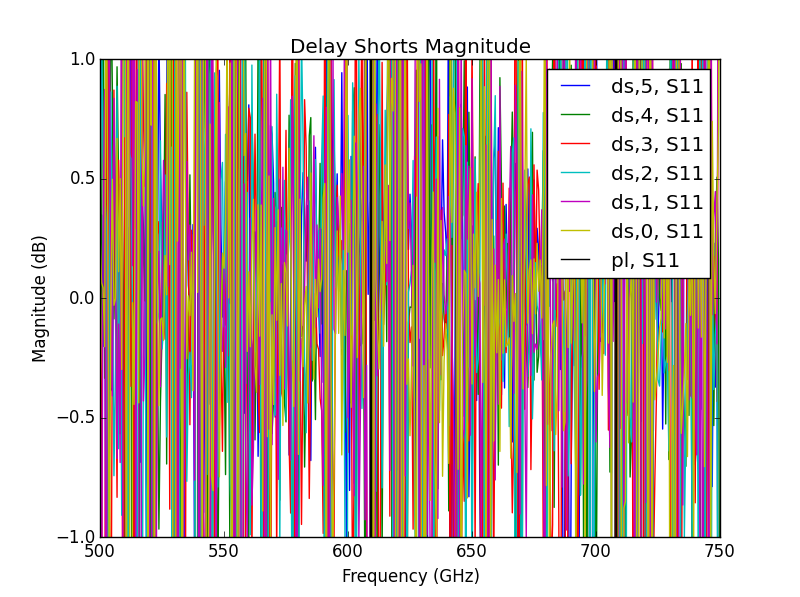 Delay Shorts Magnitude
Magnitude (dB)
1.0
0.5
0.0
−0.5
−1.0
ds,5, S11
ds,4, S11
ds,3, S11
ds,2, S11
ds,1, S11
ds,0, S11
pl, S11
500 550 600 650 700 750
Frequency (GHz)